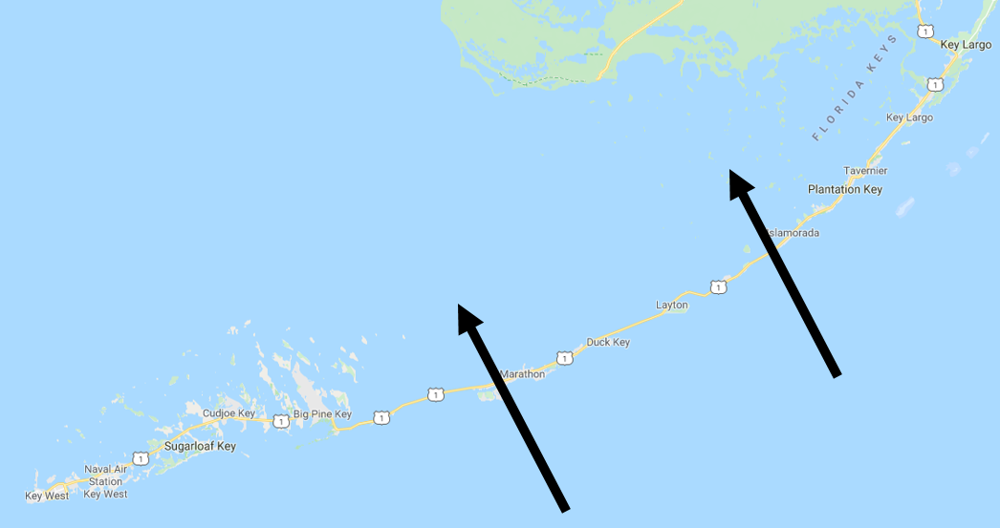 1
Key Largo
1
FLORIDA KEYS
Key Largo
Tavernier
Plantation Key
Islamorada
1
Layton
Duck Key
1
Marathon
1
1
Cudjoe Key
1
Big Pine Key
Sugarloaf Key
1
Naval Air
Station
Key West
Key West